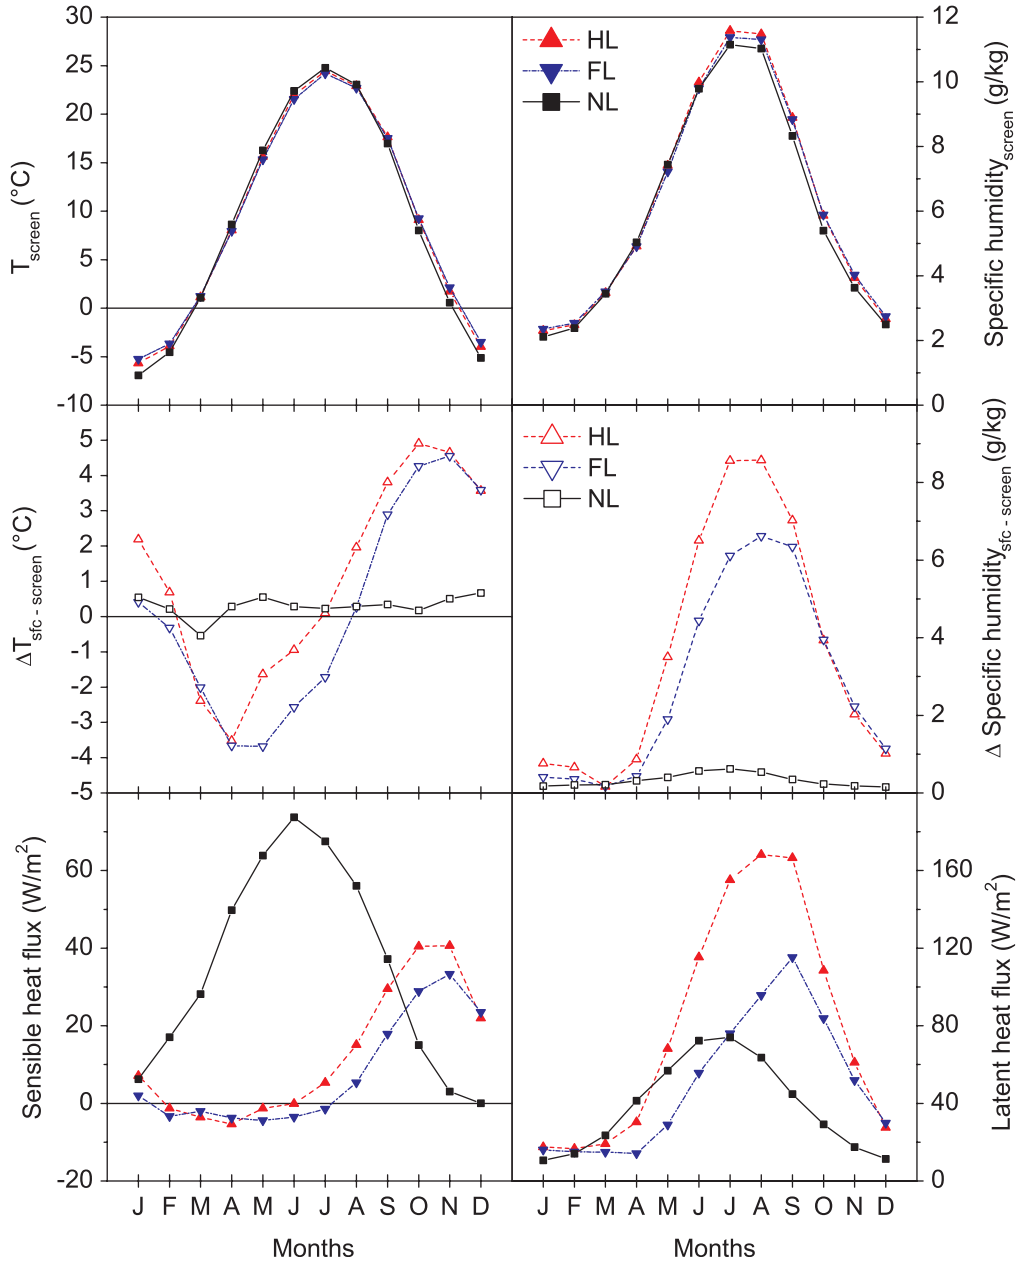 30
25
20
15
10
5
0
-5
-10
T screen (°C)
HL
FL
NL
12
10
8
6
4
2
0
Specific humidity screen (g/kg)
5
4
3
2
1
0
-1
-2
-3
-4
-5
ΔT sfc - screen (°C)
HL
FL
NL
8
6
4
2
0
Δ Specific humidity sfc - screen (g/kg)
60
40
20
0
-20
Sensible heat flux (W/m²)
160
120
80
40
0
Latent heat flux (W/m²)
J F M A M J J A S O N D
J F M A M J J A S O N D
Months
Months